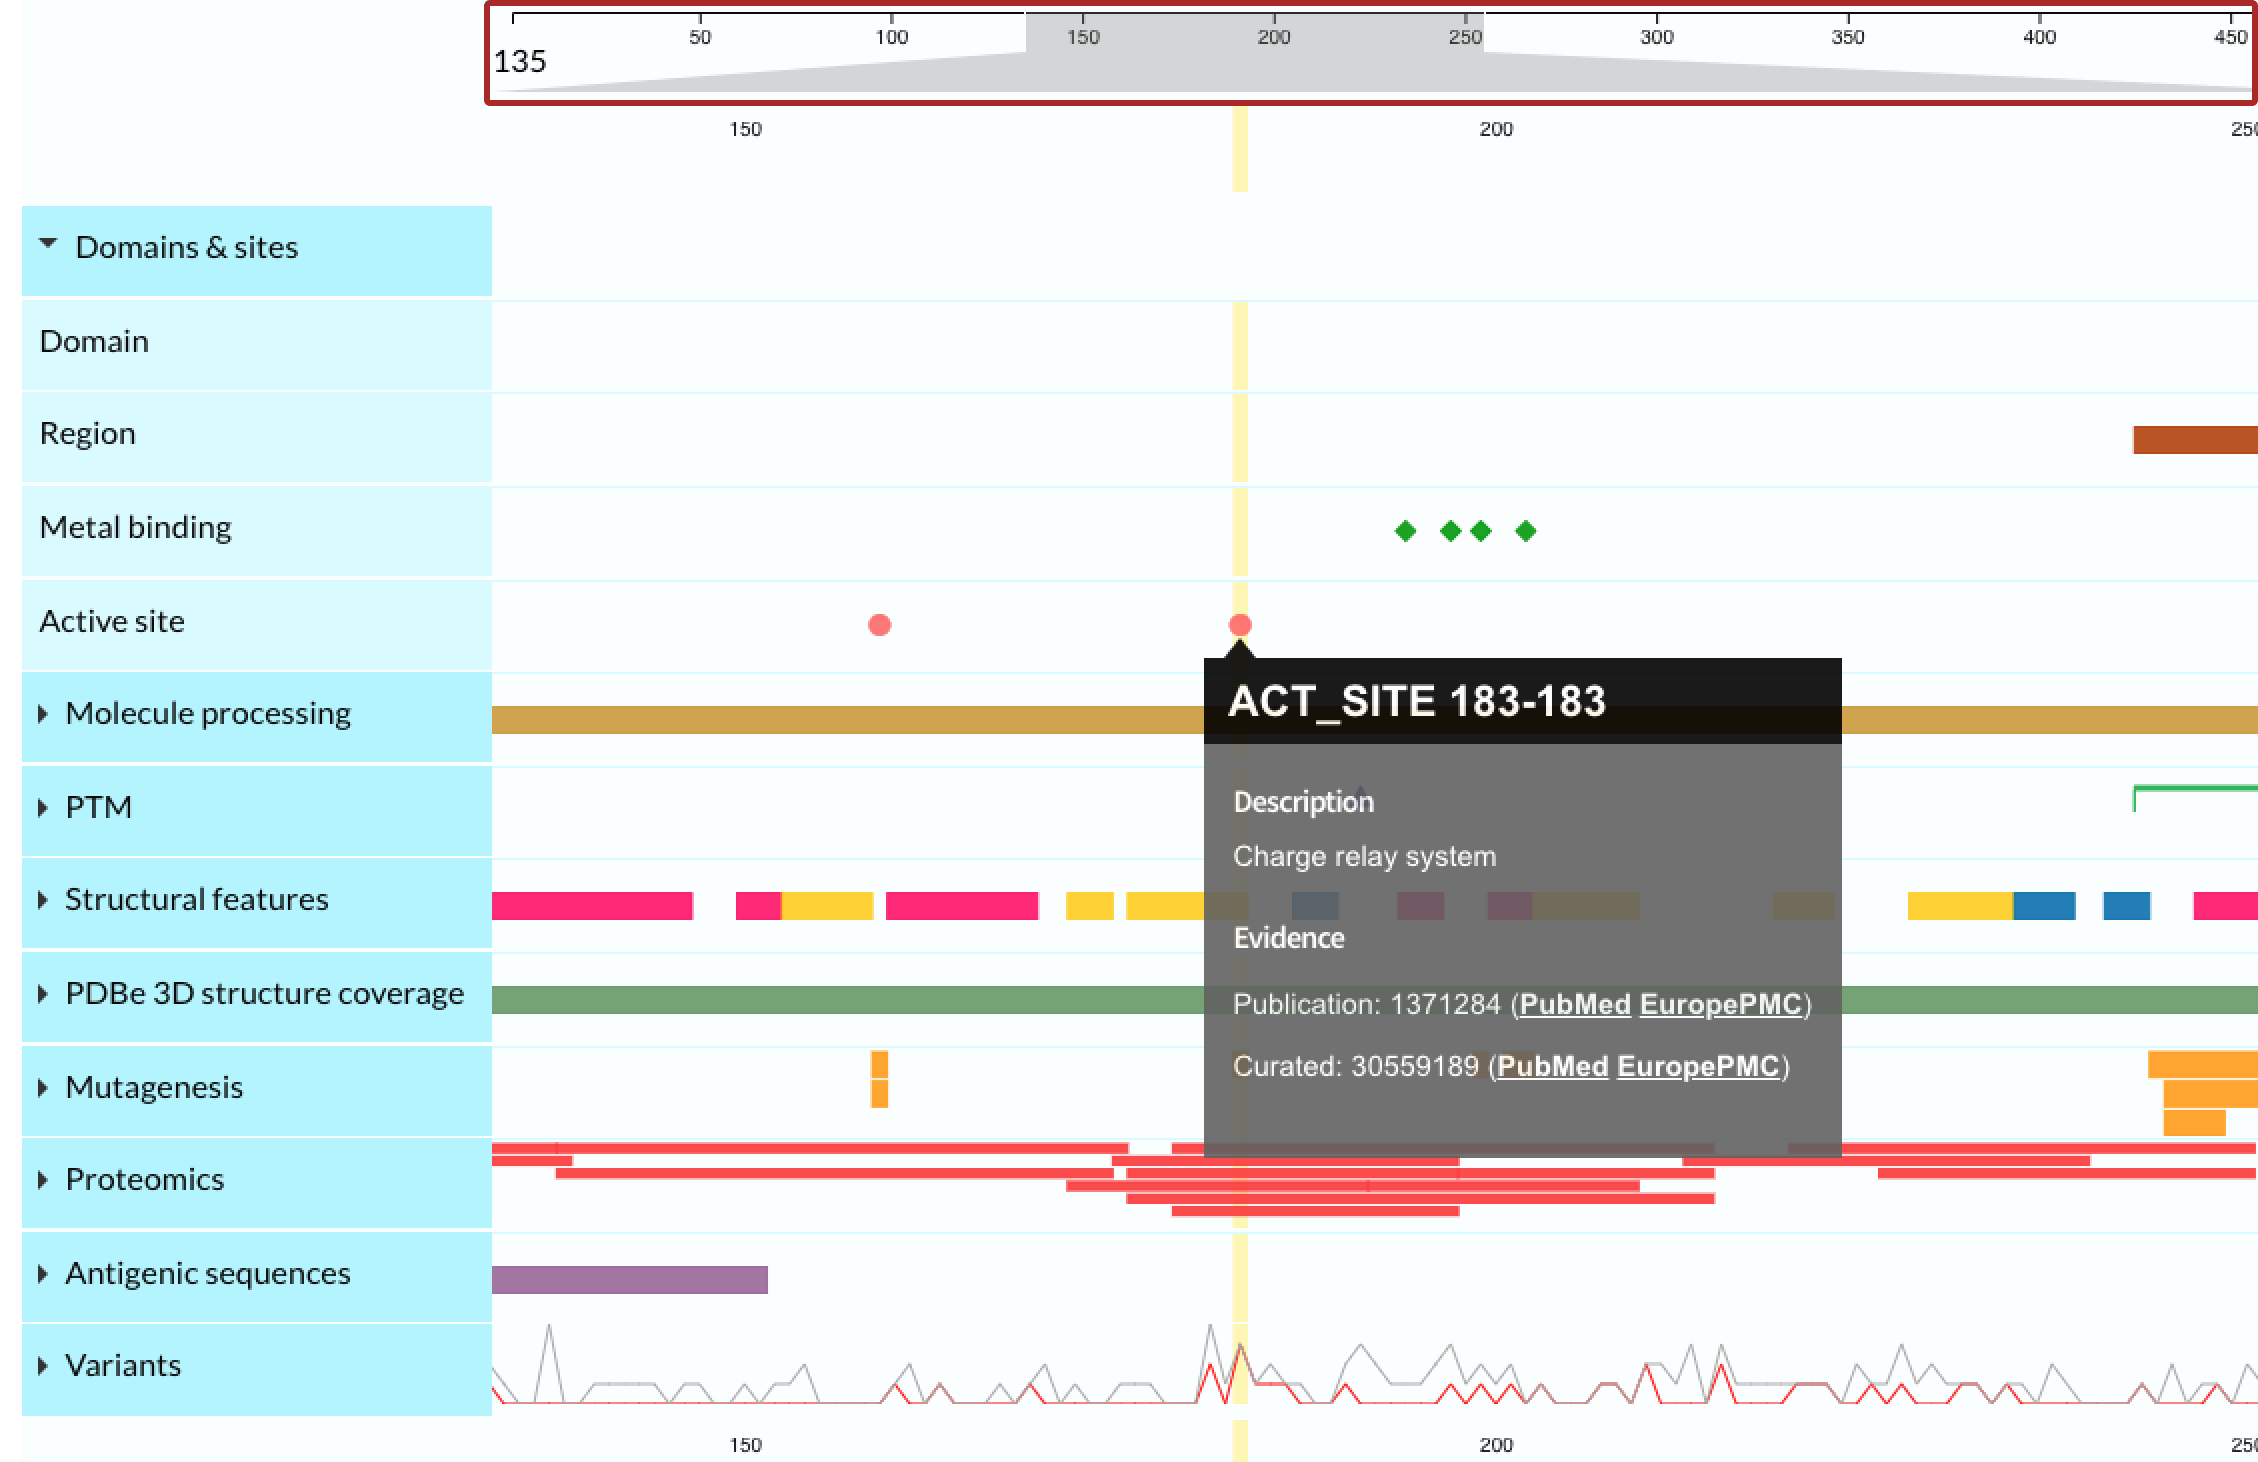 50 100 150 200 250 300 350 400 450
135
150 200 25
Domains & sites
Domain
Region
Metal binding
Active site
ACT_SITE 183-183
Molecule processing
Description
PTM
Charge relay system
Structural features
Evidence
PDBe 3D structure coverage
Publication: 1371284 (PubMed EuropePMC)
Curated: 30559189 (PubMed EuropePMC)
Mutagenesis
Proteomics
Antigenic sequences
Variants
150 200 25